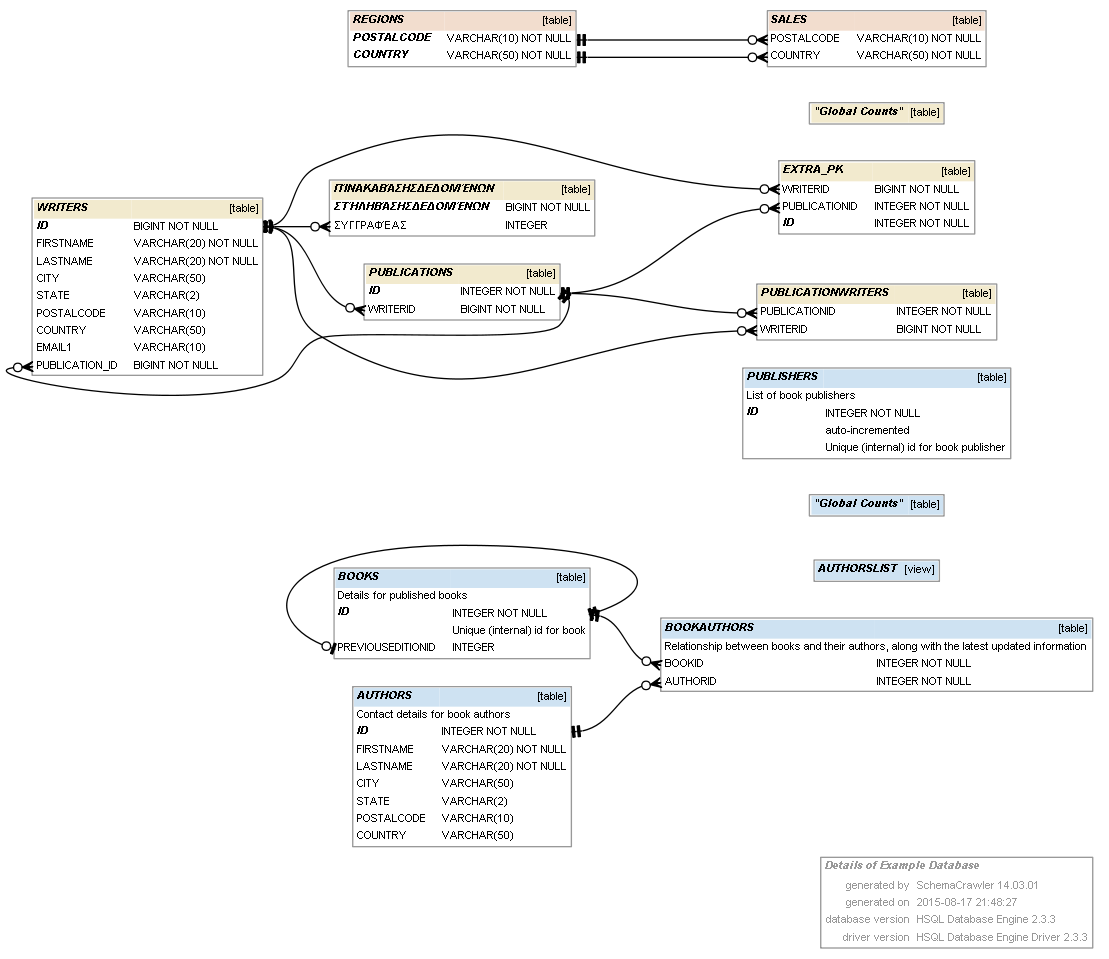 REGIONS [table]
POSTALCODE VARCHAR(10) NOT NULL
COUNTRY VARCHAR(50) NOT NULL
SALES [table]
POSTALCODE VARCHAR(10) NOT NULL
COUNTRY VARCHAR(50) NOT NULL
"Global Counts" [table]
WRITERS [table]
ID BIGINT NOT NULL
FIRSTNAME VARCHAR(20) NOT NULL
LASTNAME VARCHAR(20) NOT NULL
CITY VARCHAR(50)
STATE VARCHAR(2)
POSTALCODE VARCHAR(10)
COUNTRY VARCHAR(50)
EMAIL1 VARCHAR(10)
PUBLICATION_ID BIGINT NOT NULL
ΠΊΝΑΚΑΒΆΣΗΣΔΕΔΟΜΈΝΩΝ [table]
ΣΤΉΛΗΒΆΣΗΣΔΕΔΟΜΈΝΩΝ BIGINT NOT NULL
ΣΥΓΓΡΑΦΈΑΣ INTEGER
PUBLICATIONS [table]
ID INTEGER NOT NULL
WRITERID BIGINT NOT NULL
EXTRA_PK [table]
WRITERID BIGINT NOT NULL
PUBLICATIONID INTEGER NOT NULL
ID INTEGER NOT NULL
PUBLICATIONWRITERS [table]
PUBLICATIONID INTEGER NOT NULL
WRITERID BIGINT NOT NULL
PUBLISHERS [table]
List of book publishers
ID INTEGER NOT NULL
auto-incremented
Unique (internal) id for book publisher
"Global Counts" [table]
AUTHORSLIST [view]
BOOKS [table]
Details for published books
ID INTEGER NOT NULL
Unique (internal) id for book
PREVIOUSEDITIONID INTEGER
BOOKAUTHORS [table]
Relationship between books and their authors, along with the latest updated information
BOOKID INTEGER NOT NULL
AUTHORID INTEGER NOT NULL
AUTHORS [table]
Contact details for book authors
ID INTEGER NOT NULL
FIRSTNAME VARCHAR(20) NOT NULL
LASTNAME VARCHAR(20) NOT NULL
CITY VARCHAR(50)
STATE VARCHAR(2)
POSTALCODE VARCHAR(10)
COUNTRY VARCHAR(50)
Details of Example Database
generated by SchemaCrawler 14.03.01
generated on 2015-08-17 21:48:27
database version HSQL Database Engine 2.3.3
driver version HSQL Database Engine Driver 2.3.3